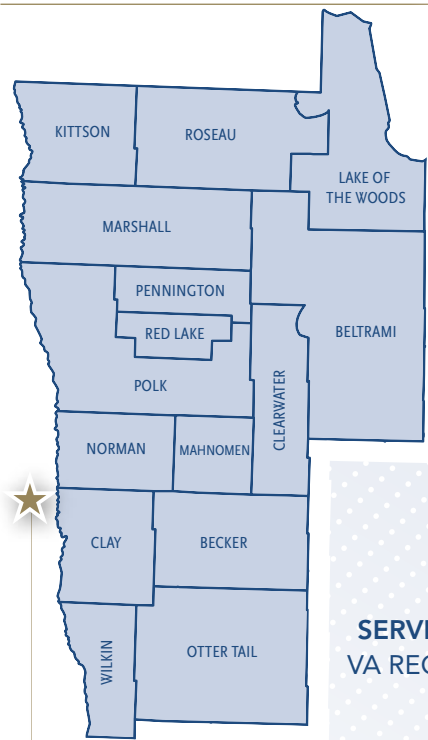 KITTSON
ROSEAU
LAKE OF
THE WOODS
MARSHALL
PENNINGTON
RED LAKE
BELTRAMI
POLK
CLEARWATER
NORMAN
MAHNOMEN
CLAY
BECKER
WILKIN
OTTER TAIL